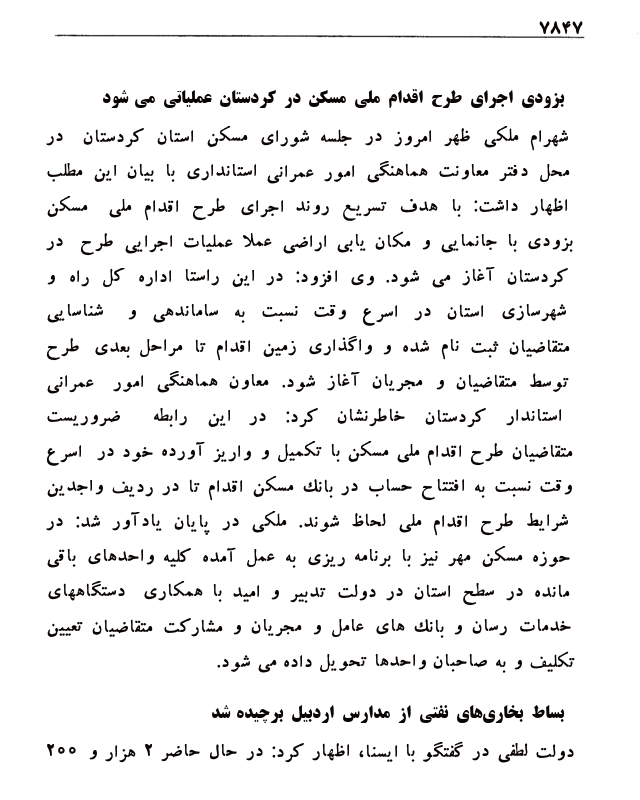 ۷۸۴۷
بزودی اجرای طرح اقدام ملی مسکن در کردستان عملیاتی می شود
شهرام ملکی ظهر امروز در جلسه شورای مسکن استان کردستان در
محل دفتر معاونت هماهنگی امور عمرانی استانداری با بیان این مطلب
اظهار داشت: با هدف تسریع روند اجرای طرح اقدام ملی مسکن
بزودی با جانمایی و مکان یابی اراضی عملا عملیات اجرایی طرح در
کردستان آغاز می شود. وی افزود: در این راستا اداره کل راه و
شهرسازی استان در اسرع وقت نسبت به ساماندهی و شناسایی
متقاضیان ثبت نام شده و واگذاری زمین اقدام تا مراحل بعدی طرح
توسط متقاضیان و مجریان آغاز شود. معاون هماهنگی امور عمرانی
استاندار کردستان خاطرنشان کرد: در این رابطه ضروریست
متقاضیان طرح اقدام ملی مسکن با تکمیل و واریز آورده خود در اسرع
وقت نسبت به افتتاح حساب در بانك مسکن اقدام تا در ردیف واجدین
شرایط طرح اقدام ملی لحاظ شوند. ملکی در پایان یادآور شد: در
حوزه مسکن مهر نیز با برنامه ریزی به عمل آمده کلیه واحدهای باقی
مانده در سطح استان در دولت تدبیر و امید با همکاری دستگاههای
خدمات رسان و بانك های عامل و مجریان و مشارکت متقاضیان تعیین
تکلیف و به صاحبان واحدها تحویل داده می شود.
بساط بخاری‌های نفتی از مدارس اردبیل برچیده شد
دولت لطفی در گفتگو با ایسنا، اظهار کرد: در حال حاضر ۲ هزار و ۲۰۰